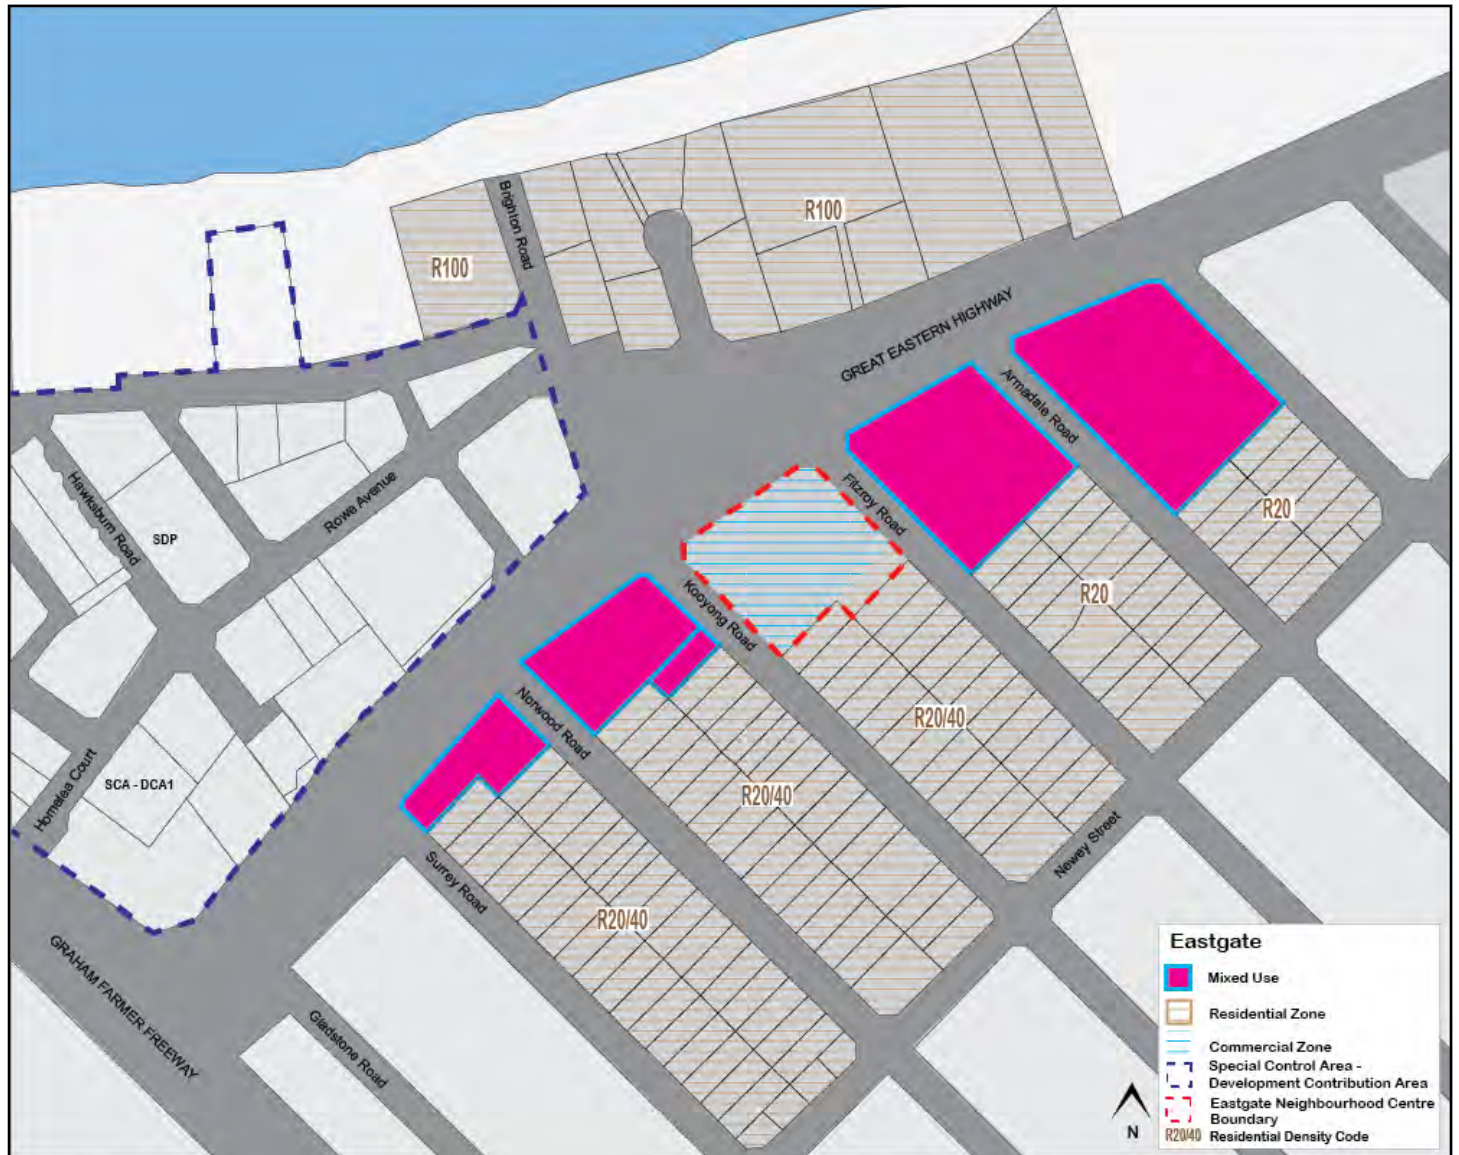 Brighton Road
R100
R100
GREAT EASTERN HIGHWAY
Armadale Road
Hawksburn Road
Rowe Avenue
Fitzroy Road
SDP
R20
R20
Kooyong Road
Norwood Road
R20/40
Homelea Court
SCA - DCA1
R20/40
Newey Street
Surrey Road
R20/40
GRAHAM FARMER FREEWAY
Gladstone Road
Eastgate
Mixed Use
Residential Zone
Commercial Zone
Special Control Area -
Development Contribution Area
Eastgate Neighbourhood Centre
Boundary
R20/40 Residential Density Code
N